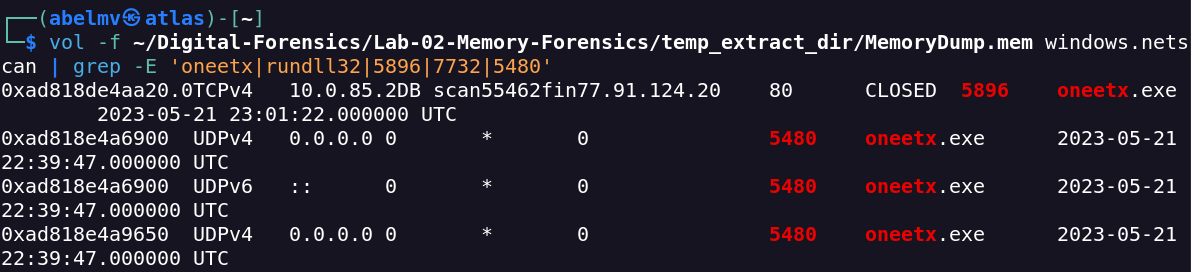 ┌──(abelmv㉿atlas)-[~]
└─$ vol -f ~/Digital-Forensics/Lab-02-Memory-Forensics/temp_extract_dir/MemoryDump.mem windows.nets
can | grep -E 'oneetx|rundll32|5896|7732|5480'
0xad818de4aa20.0TCPv4   10.0.85.2DB scan55462fin77.91.124.20    80      CLOSED  5896    oneetx.exe
        2023-05-21 23:01:22.000000 UTC
0xad818e4a6900  UDPv4   0.0.0.0 0       *       0               5480    oneetx.exe      2023-05-21
22:39:47.000000 UTC
0xad818e4a6900  UDPv6   ::      0       *       0               5480    oneetx.exe      2023-05-21
22:39:47.000000 UTC
0xad818e4a9650  UDPv4   0.0.0.0 0       *       0               5480    oneetx.exe      2023-05-21
22:39:47.000000 UTC